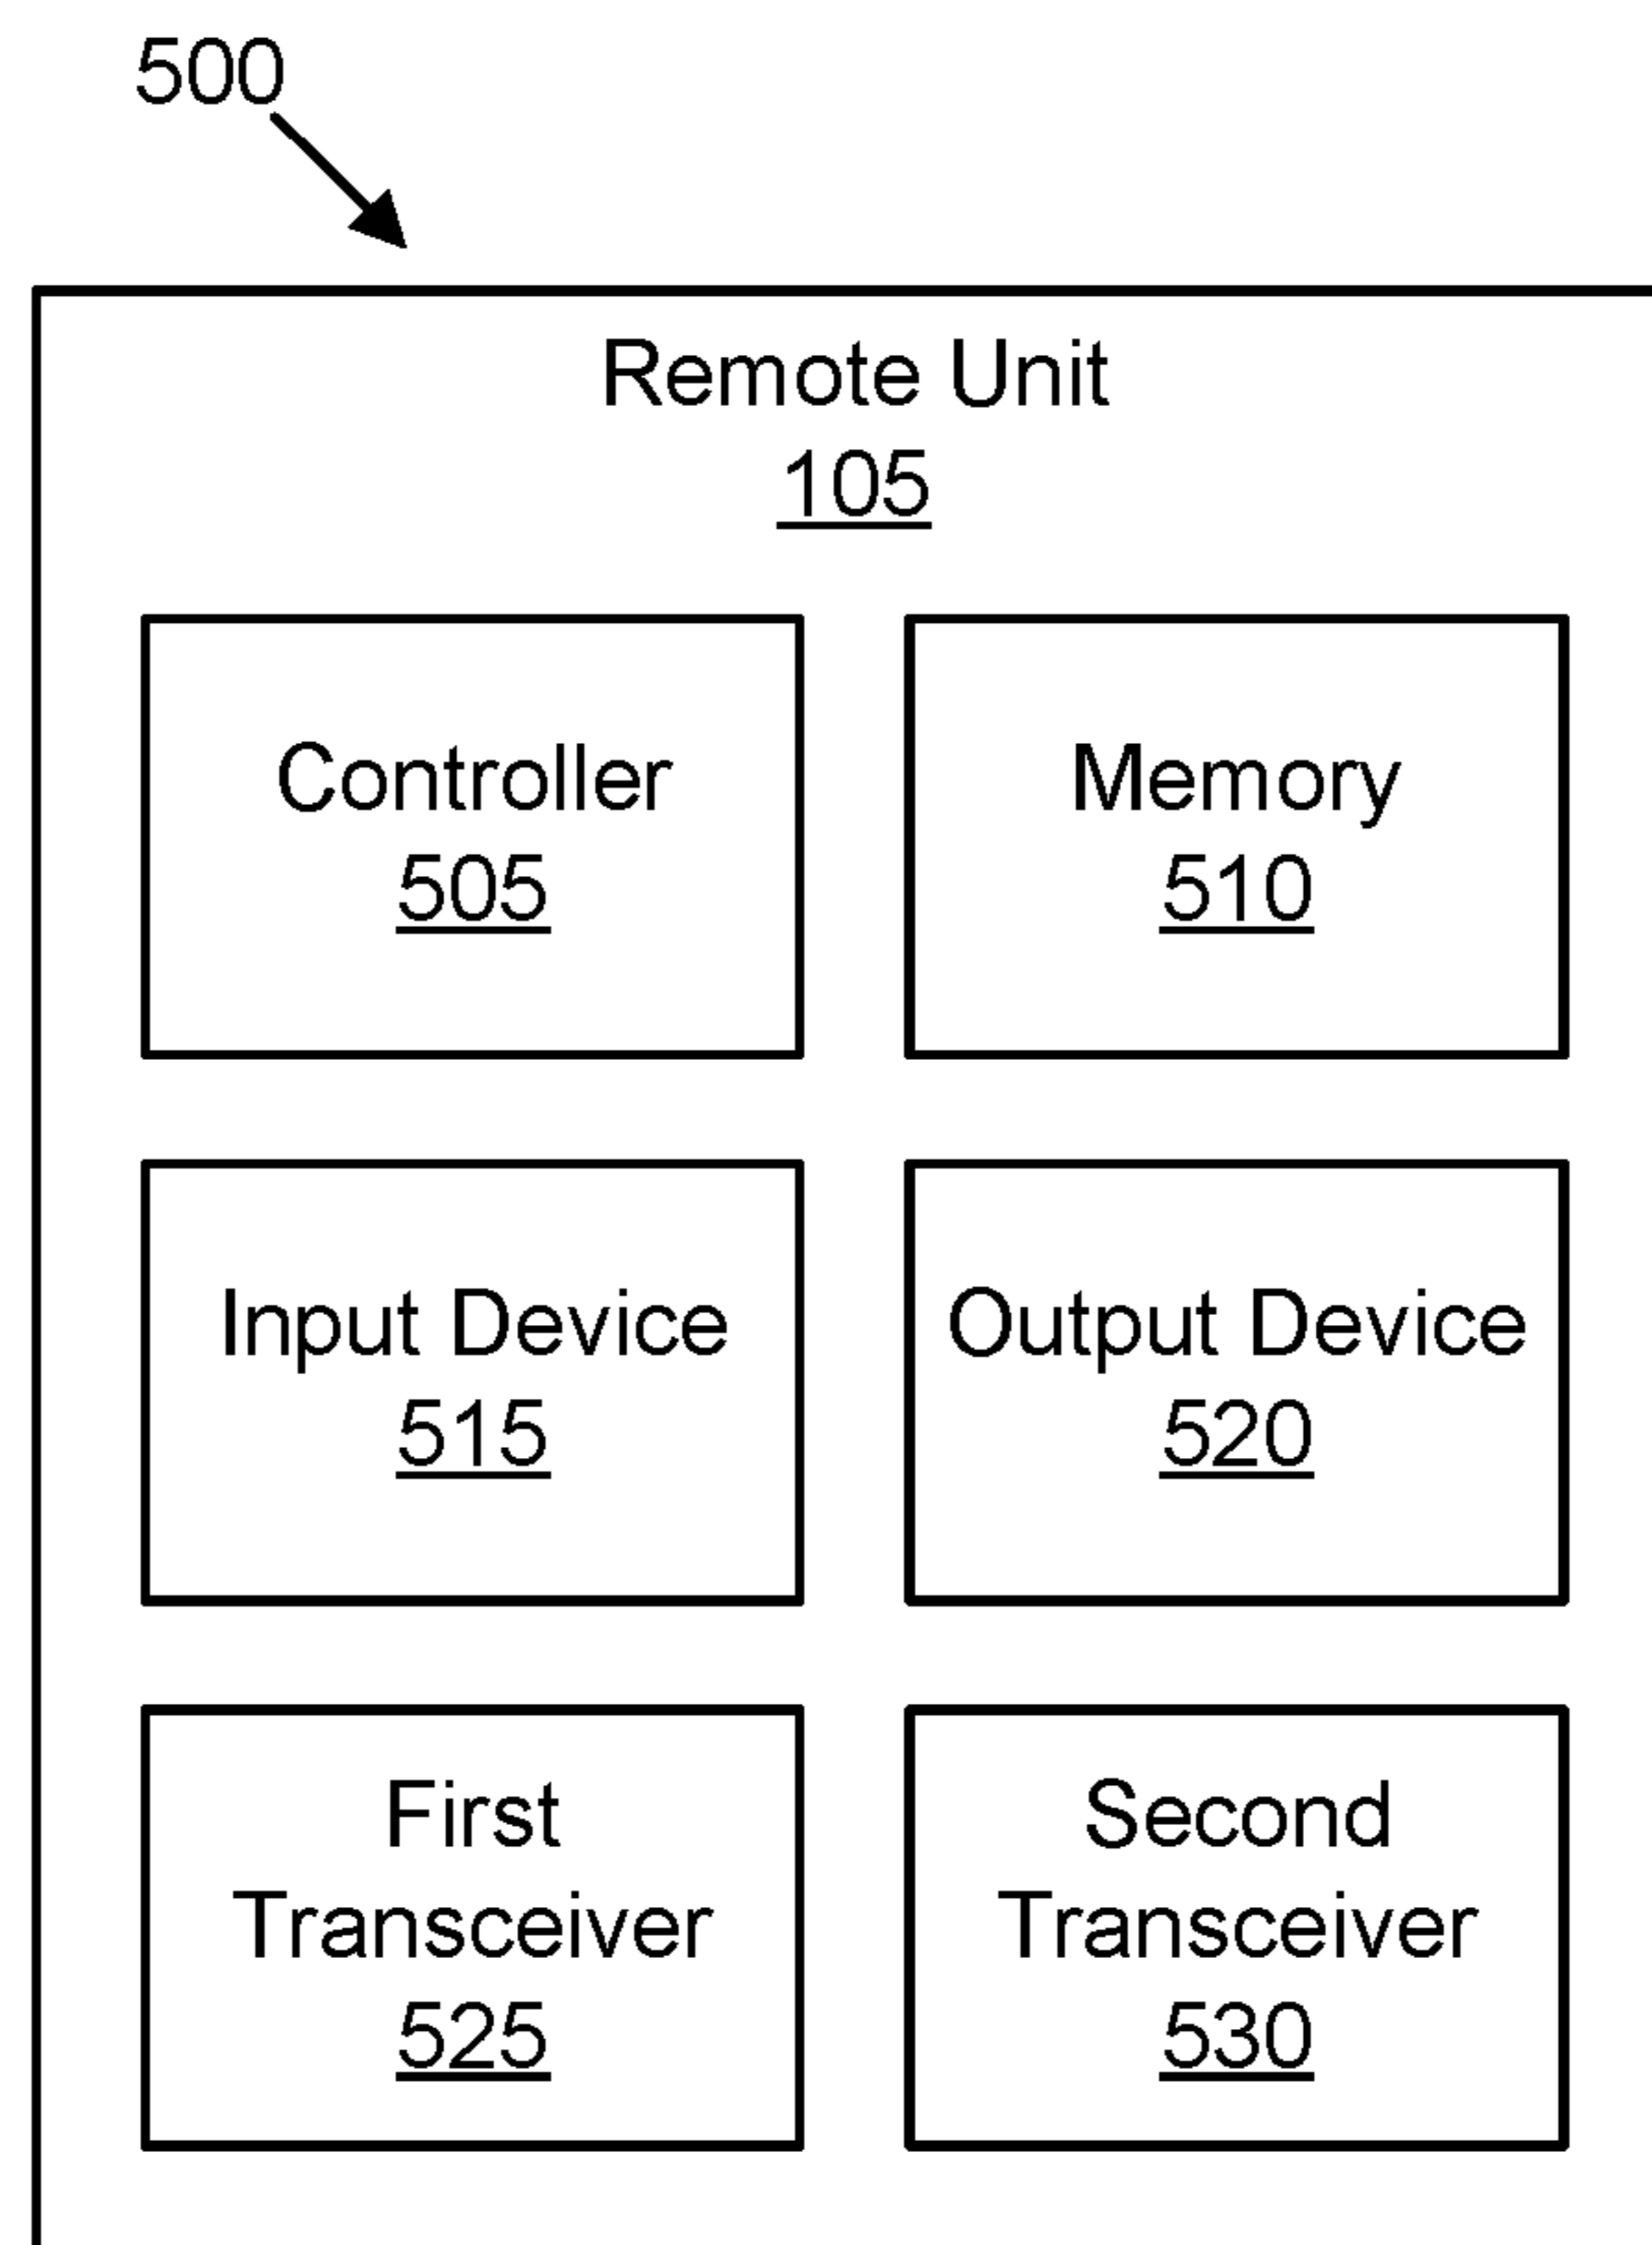 500
Remote Unit
105
Controller
505
Memory
510
Input Device
515
Output Device
520
First
Transceiver
525
Second
Transceiver
530